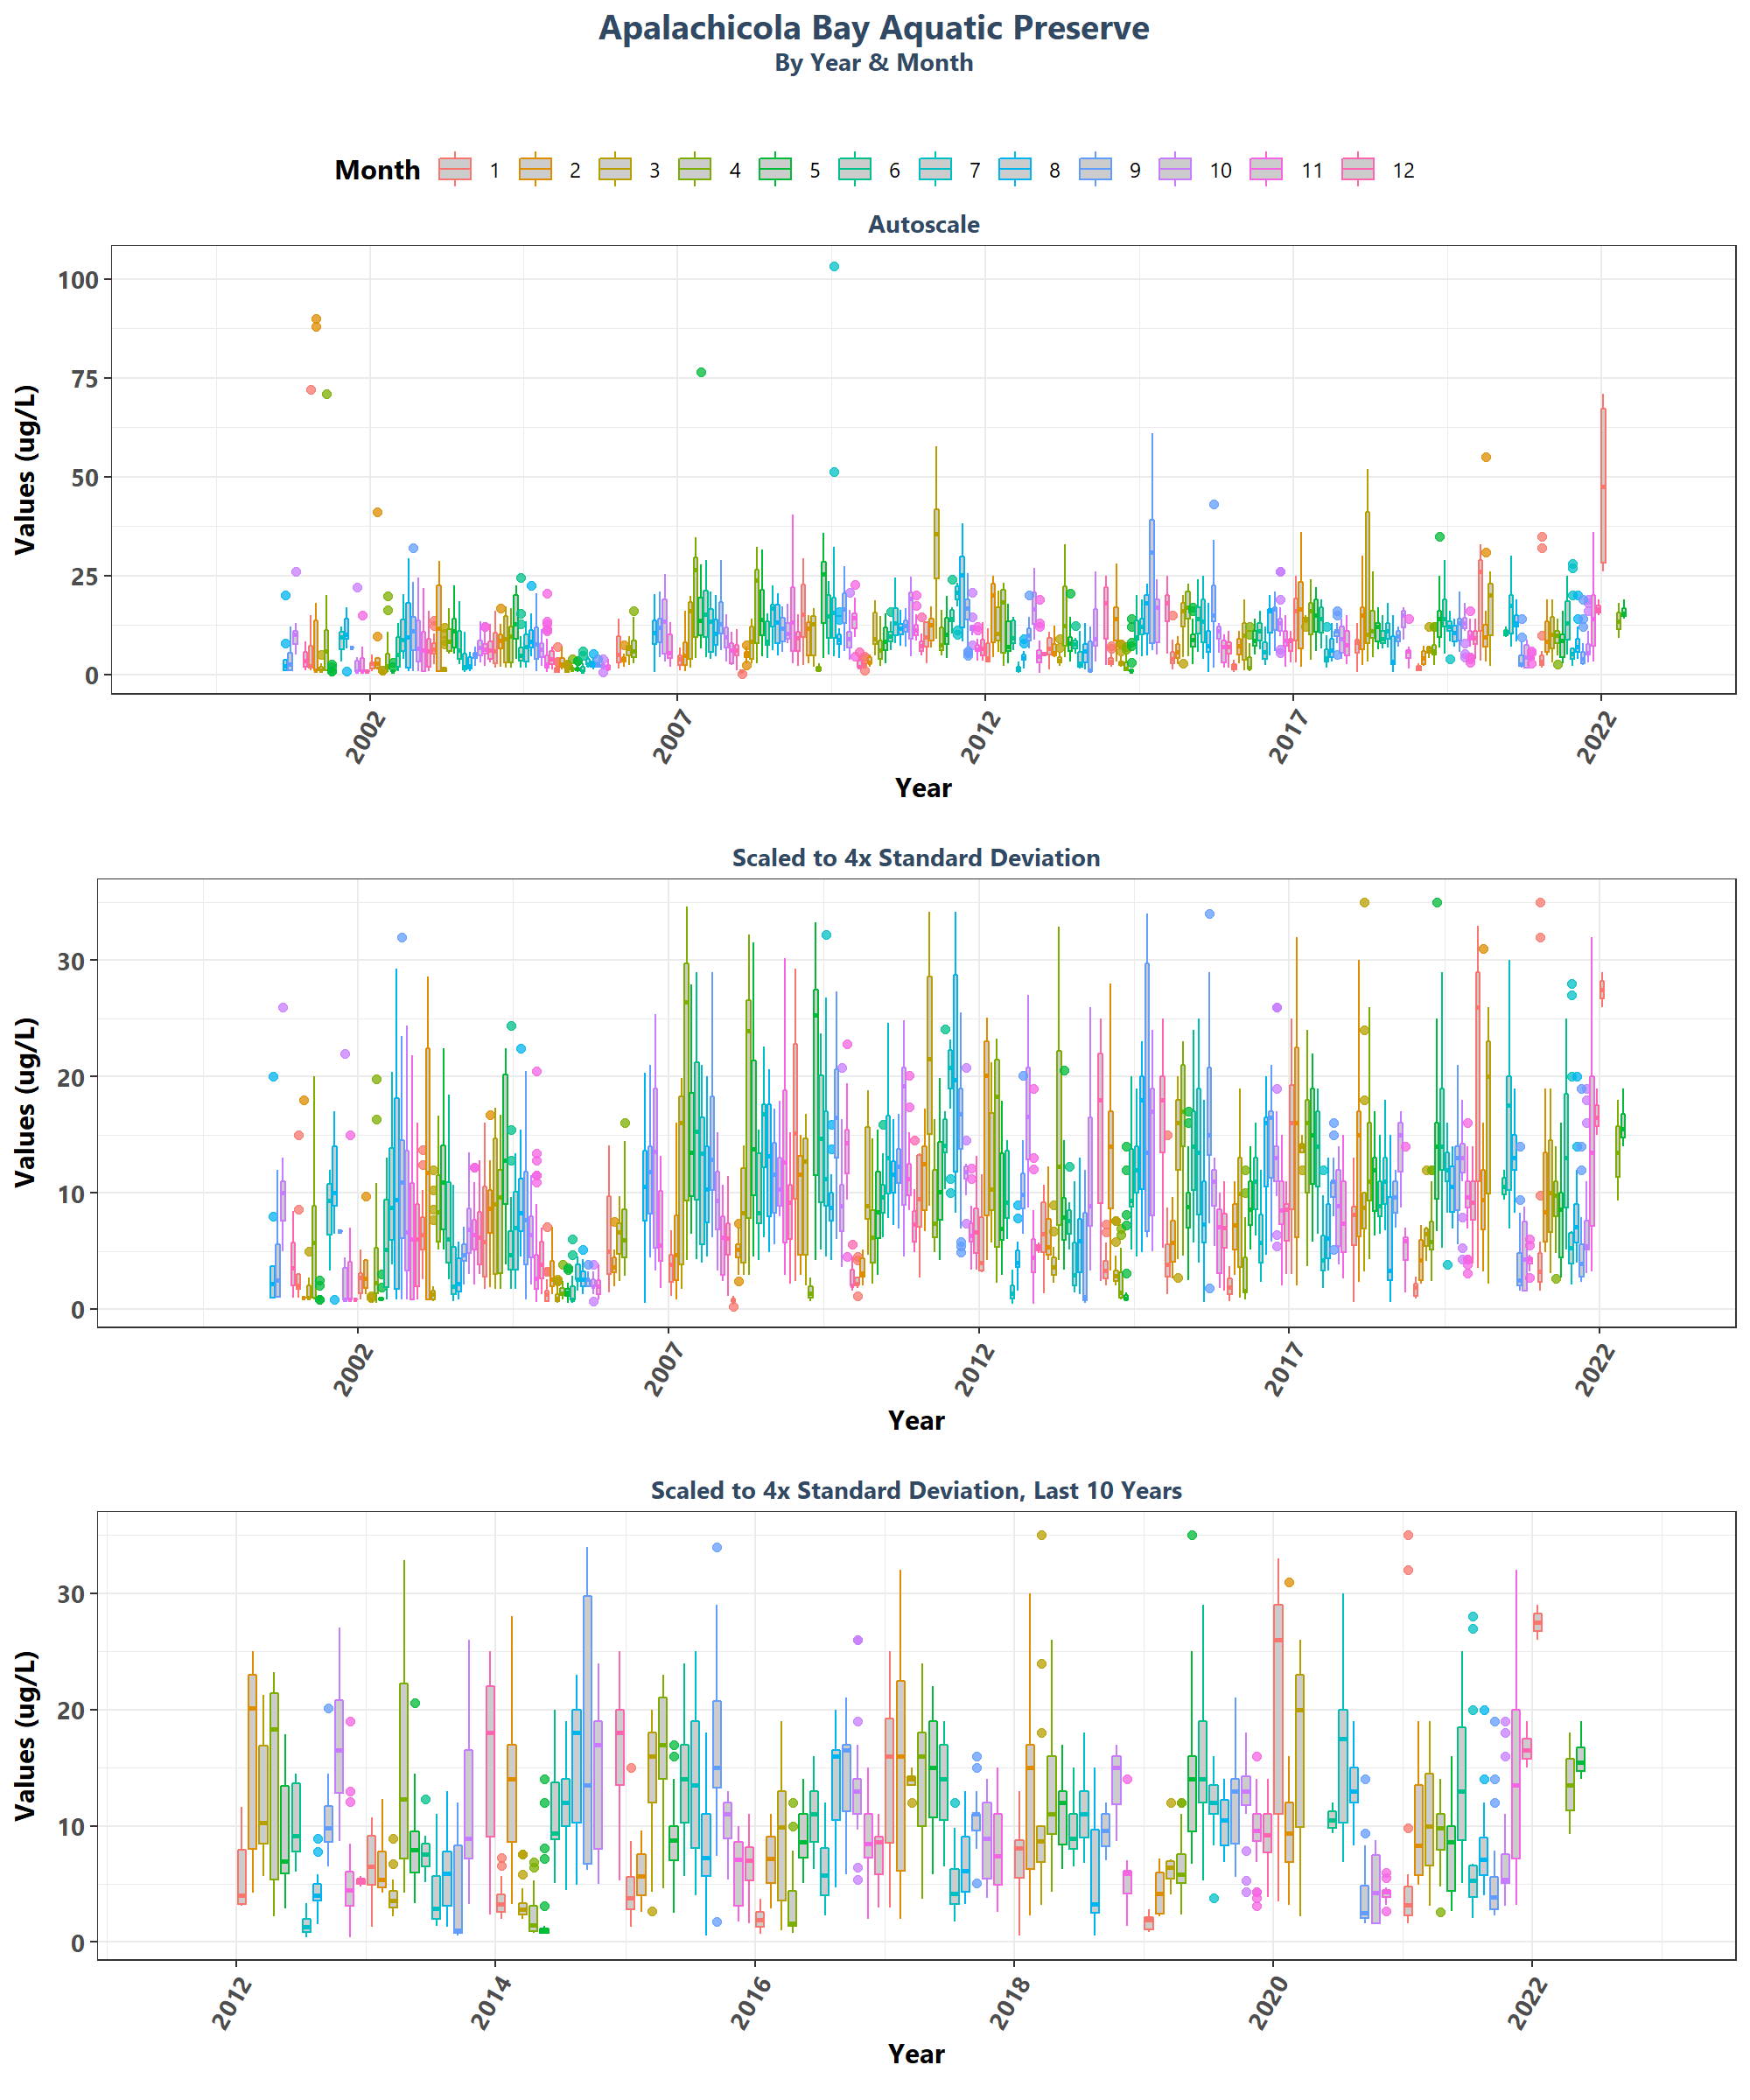 Apalachicola Bay Aquatic Preserve
By Year & Month
Month 1 2 3 4 5 6 7 8 9 10 11 12
Autoscale
Values (ug/L)
100
75
50
25
0
2002 2007 2012 2017 2022
Year
Scaled to 4x Standard Deviation
Values (ug/L)
30
20
10
0
2002 2007 2012 2017 2022
Year
Scaled to 4x Standard Deviation, Last 10 Years
Values (ug/L)
30
20
10
0
2012 2014 2016 2018 2020 2022
Year